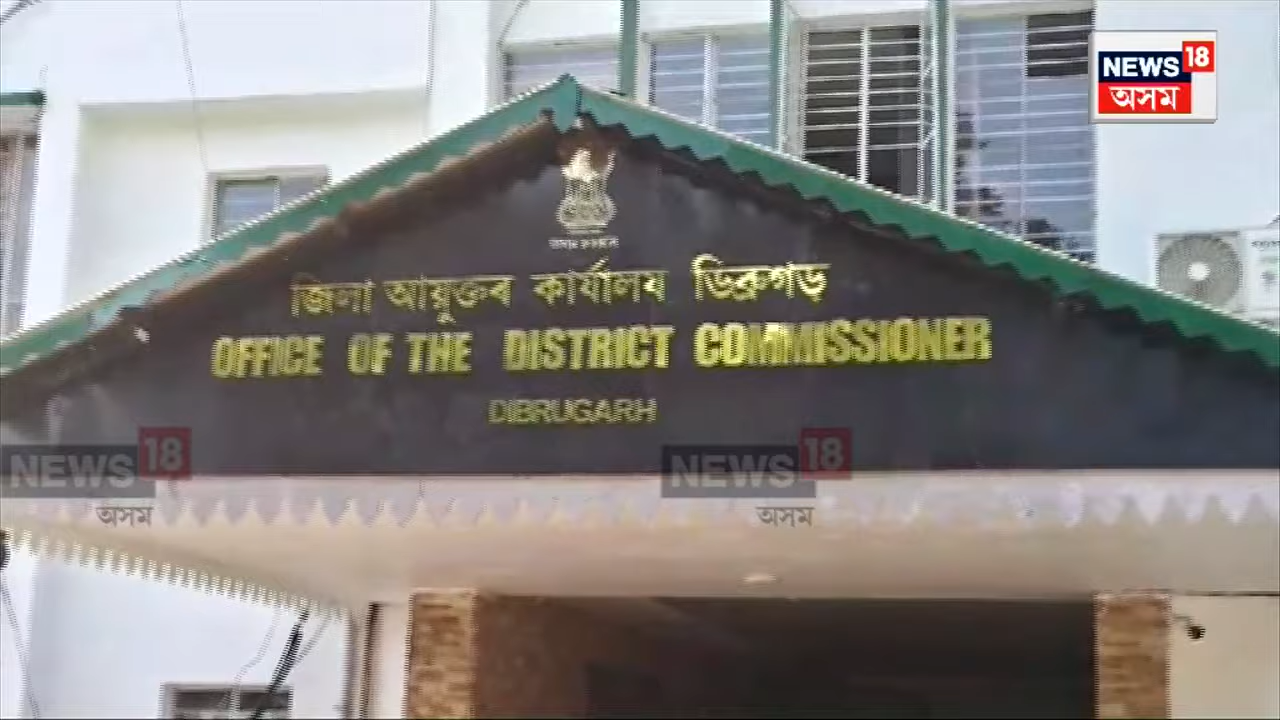 NEWS 18
অসম
জিলা আয়ুক্তৰ কাৰ্যালয় ডিব্ৰুগড়
OFFICE OF THE DISTRICT COMMISSIONER
DIBRUGARH
NEWS 18 NEWS 18
অসম অসম